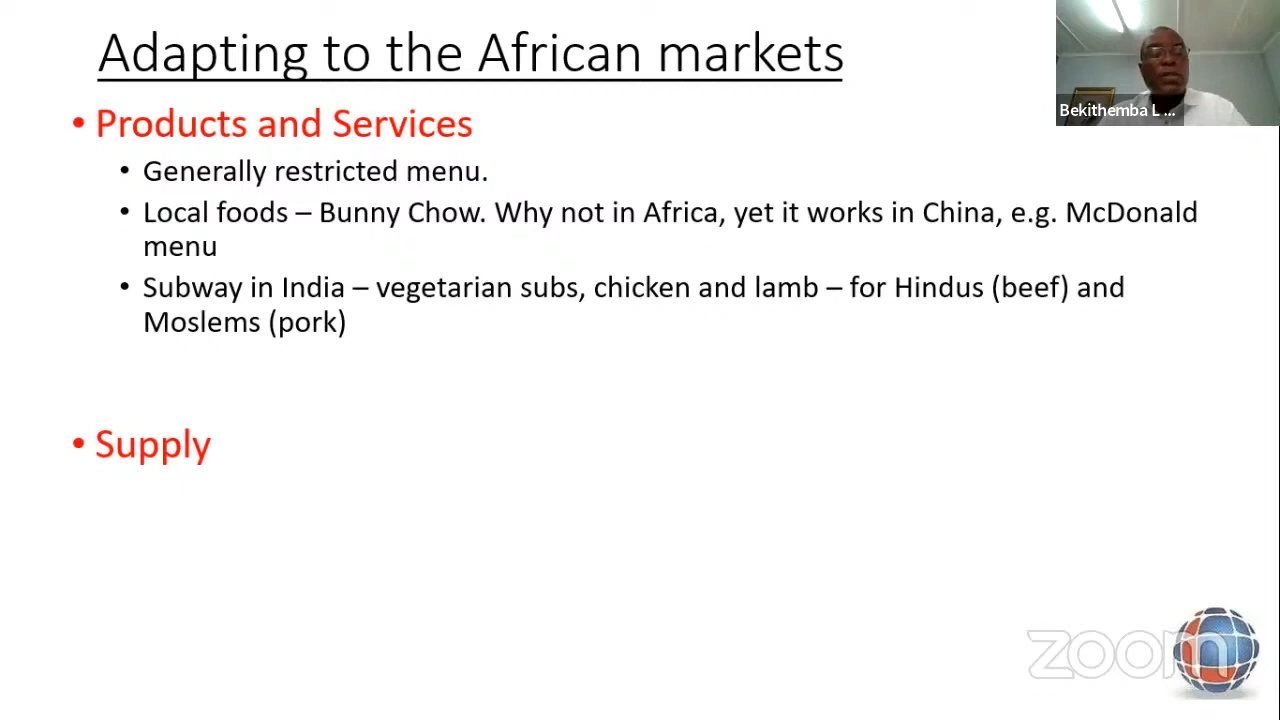 Adapting to the African markets
Bekithemba L ...
• Products and Services
• Generally restricted menu.
• Local foods – Bunny Chow. Why not in Africa, yet it works in China, e.g. McDonald
menu
• Subway in India – vegetarian subs, chicken and lamb – for Hindus (beef) and
Moslems (pork)
• Supply
zoom